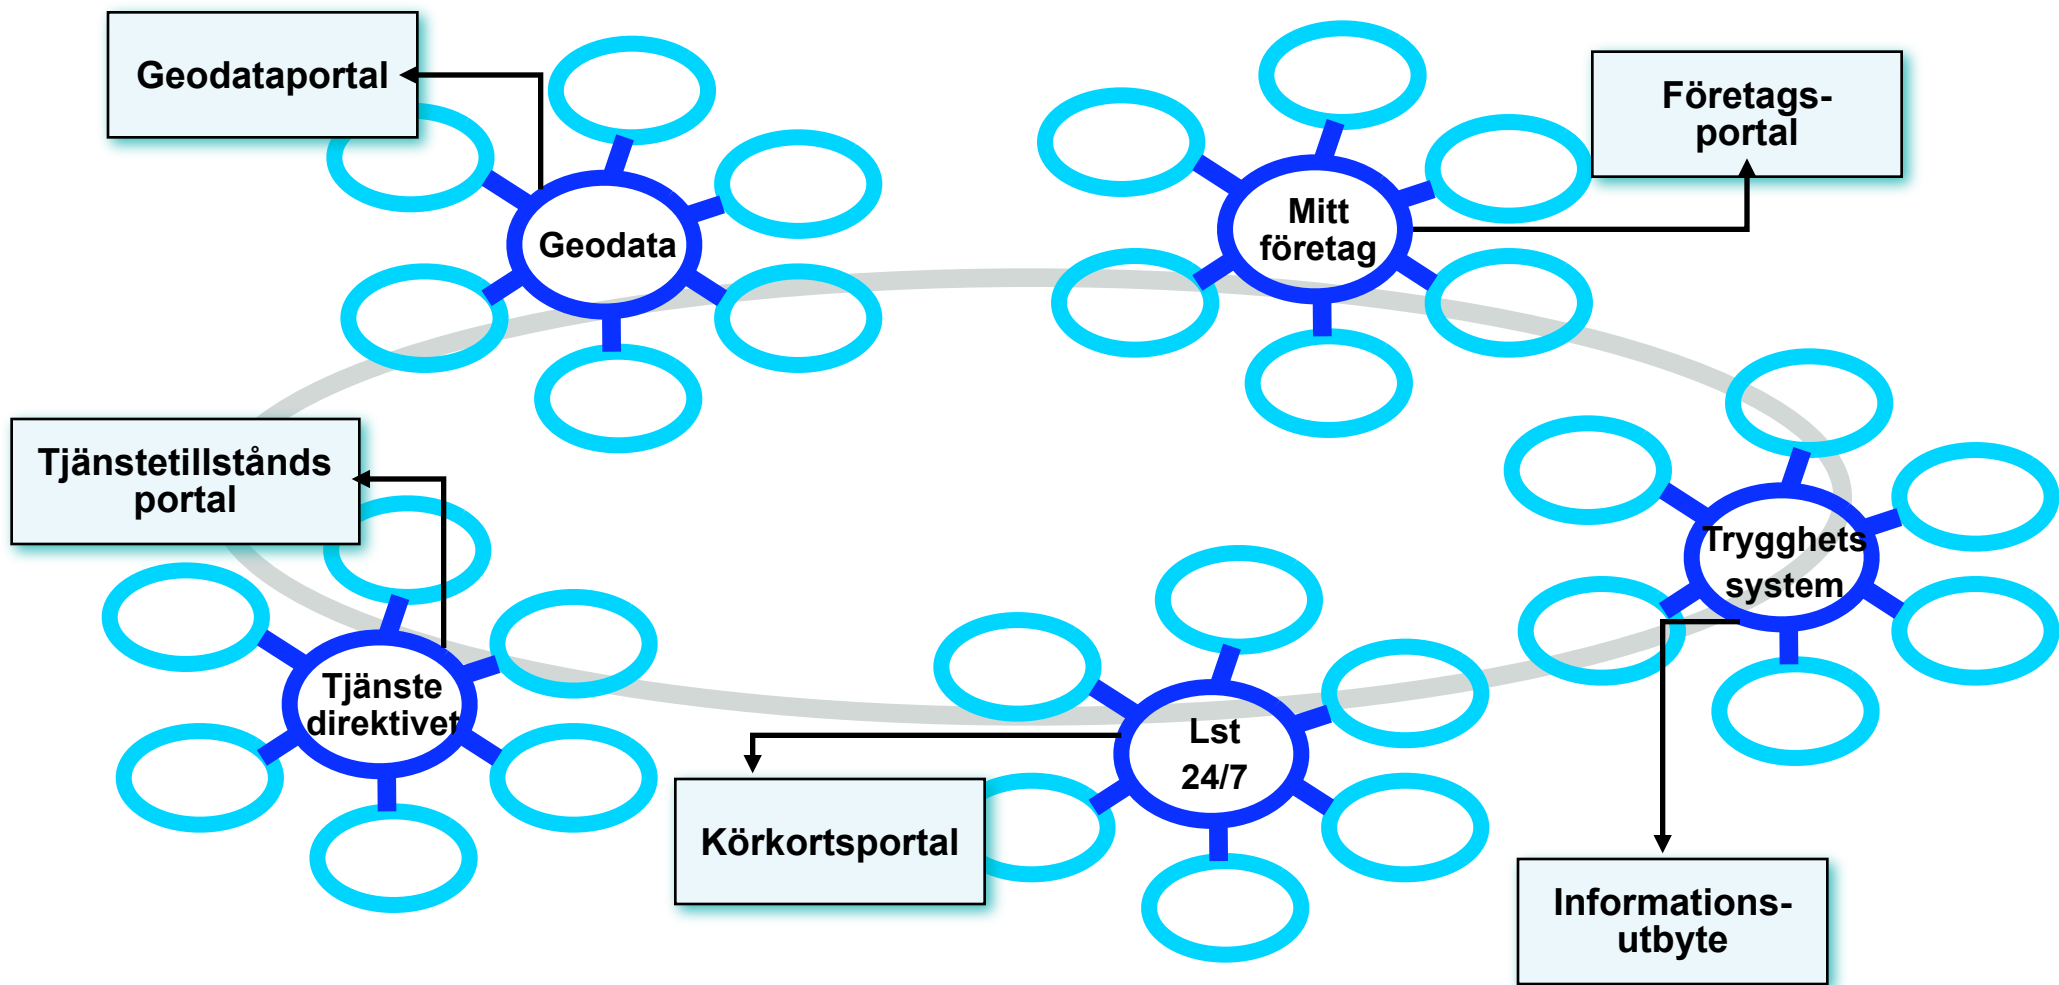 Geodataportal
Företags-
portal
Mitt
företag
Geodata
Tjänstetillstånds
portal
Trygghets
system
Tjänste
direktivet
Lst
24/7
Körkortsportal
Informations-
utbyte